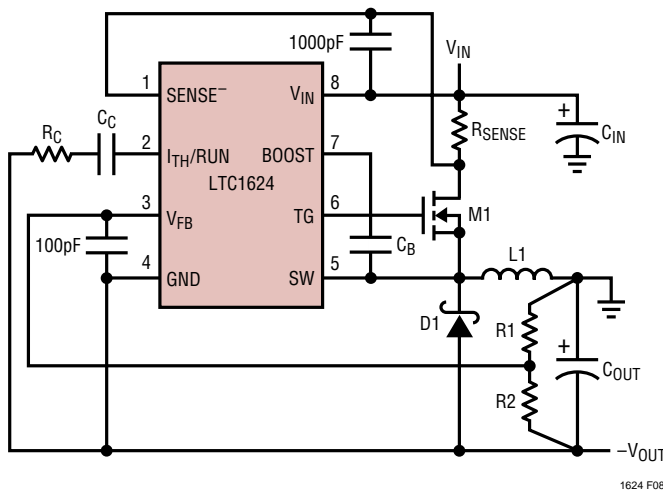 1000pF
V_IN
1
SENSE⁻
V_IN
8
R_SENSE
C_IN
+
R_C
C_C
2
I_TH/RUN
BOOST
7
LTC1624
3
V_FB
TG
6
M1
100pF
C_B
4
GND
SW
5
L1
D1
R1
+
C_OUT
R2
–V_OUT
1624 F08